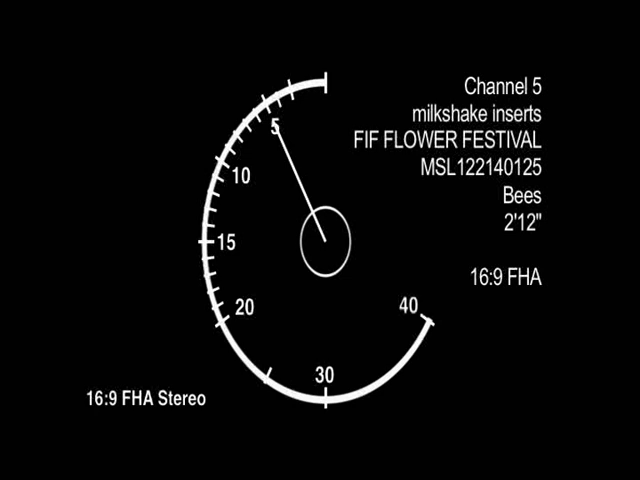 Channel 5
milkshake inserts
FIF FLOWER FESTIVAL
MSL122140125
Bees
2'12"
16:9 FHA
5
10
15
20
30
40
16:9 FHA Stereo